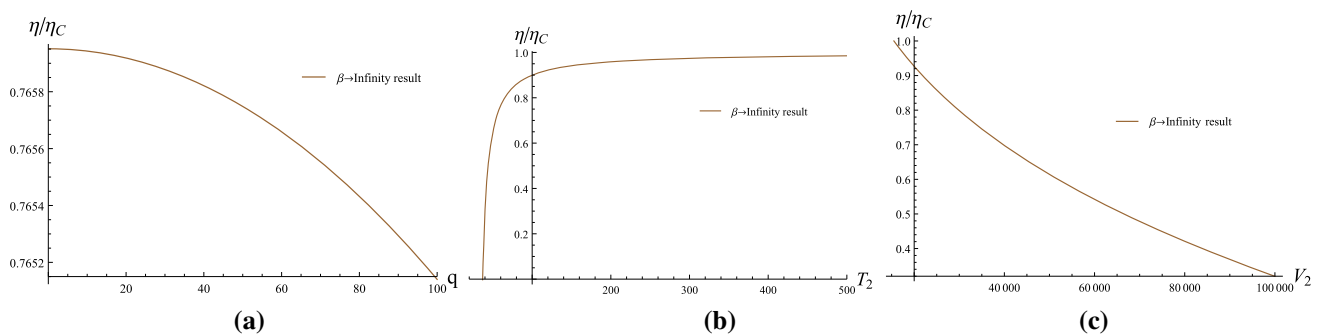 η/η_C
β→Infinity result
0.7658
0.7656
0.7654
0.7652
20
40
60
80
100
q
(a)
η/η_C
1.0
0.8
0.6
0.4
0.2
β→Infinity result
100
200
300
400
500
T_2
(b)
η/η_C
1.0
0.9
0.8
0.7
0.6
0.5
0.4
β→Infinity result
40 000
60 000
80 000
100 000
V_2
(c)